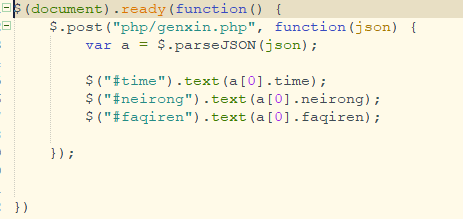 $(document).ready(function() {
    $.post("php/genxin.php", function(json) {
        var a = $.parseJSON(json);
        $("#time").text(a[0].time);
        $("#neirong").text(a[0].neirong);
        $("#faqiren").text(a[0].faqiren);
    });
})